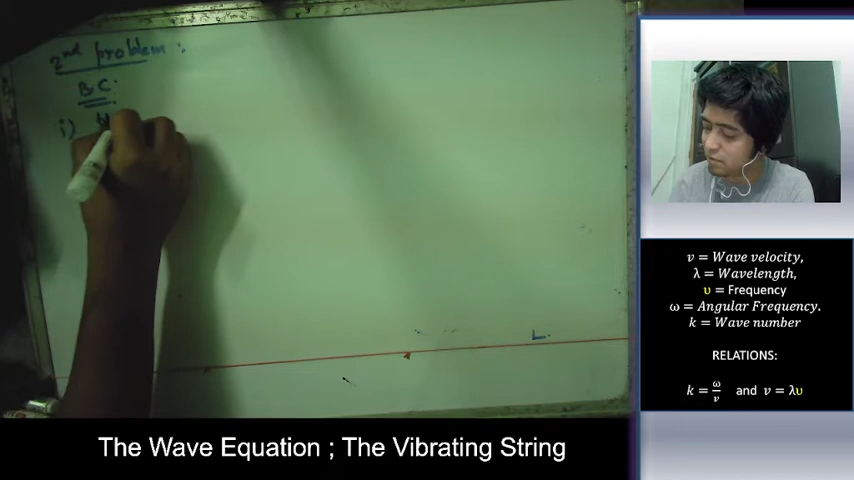 2nd problem :
B.C.
i)
L
v = Wave velocity,
λ = Wavelength,
υ = Frequency
ω = Angular Frequency.
k = Wave number
RELATIONS:
k = ω/v and v = λυ
The Wave Equation ; The Vibrating String